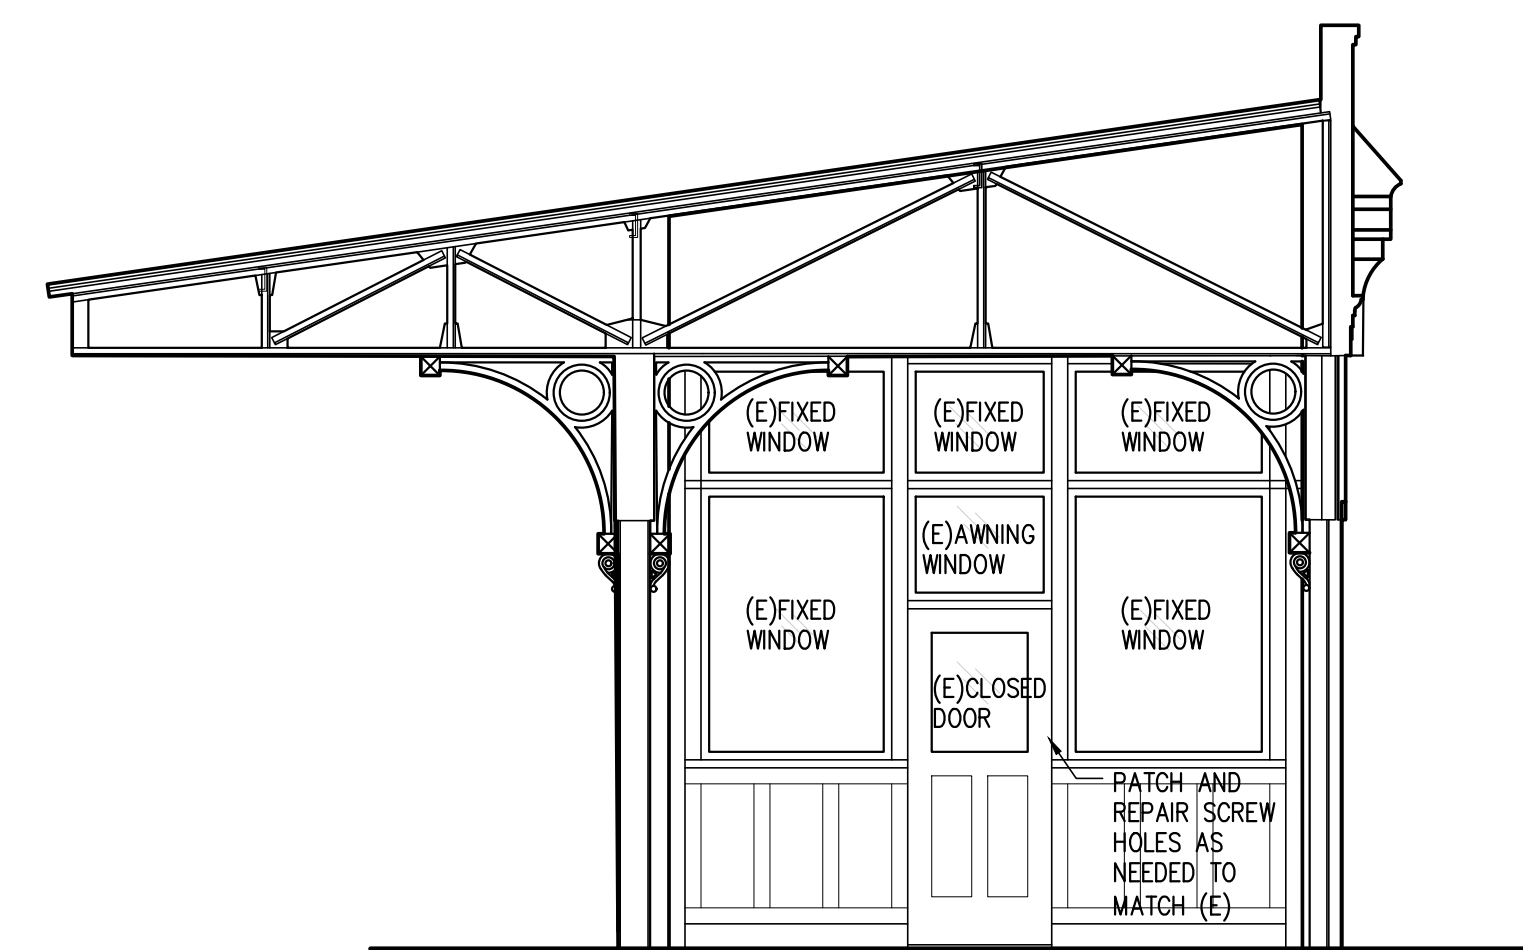 (E)FIXED
WINDOW
(E)FIXED
WINDOW
(E)FIXED
WINDOW
(E)AWNING
WINDOW
(E)FIXED
WINDOW
(E)FIXED
WINDOW
(E)CLOSED
DOOR
PATCH AND
REPAIR SCREW
HOLES AS
NEEDED TO
MATCH (E)